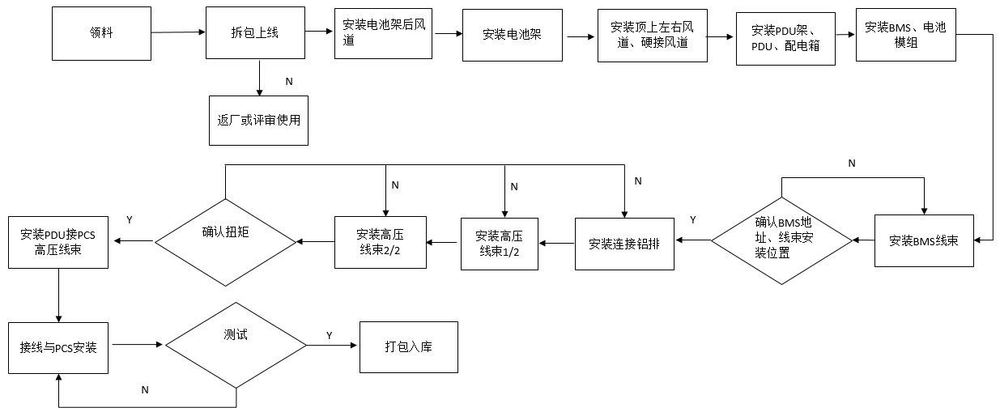 领料
拆包上线
安装电池架后风
道
安装电池架
安装顶上左右风
道、硬接风道
安装PDU架、
PDU、配电箱
安装BMS、电池
模组
N
返厂或评审使用
N
N
N
N
Y
安装PDU接PCS
高压线束
确认扭矩
安装高压
线束2/2
安装高压
线束1/2
安装连接铝排
Y
确认BMS地
址、线束安
装位置
安装BMS线束
接线与PCS安装
测试
Y
打包入库
N